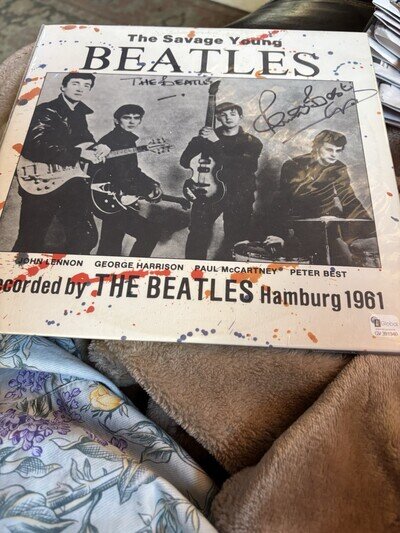 The Savage Young
BEATLES
THE BEATLES
JOHN LENNON GEORGE HARRISON PAUL McCARTNEY PETER BEST
ecorded by THE BEATLES Hamburg 1961
Global